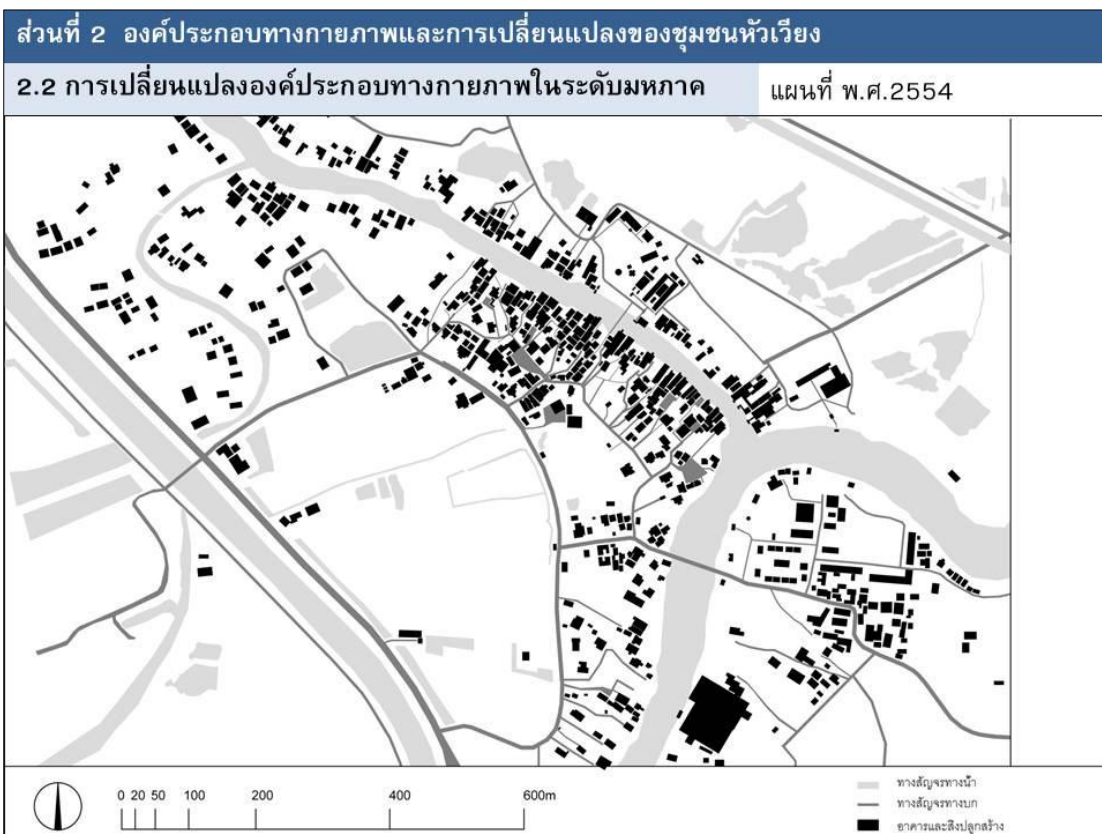 ส่วนที่ 2 องค์ประกอบทางกายภาพและการเปลี่ยนแปลงของชุมชนหัวเวียง
2.2 การเปลี่ยนแปลงองค์ประกอบทางกายภาพในระดับมหภาค
แผนที่ พ.ศ.2554
0 20 50 100 200 400 600m
ทางสัญจรทางน้ำ
ทางสัญจรทางบก
อาคารและสิ่งปลูกสร้าง